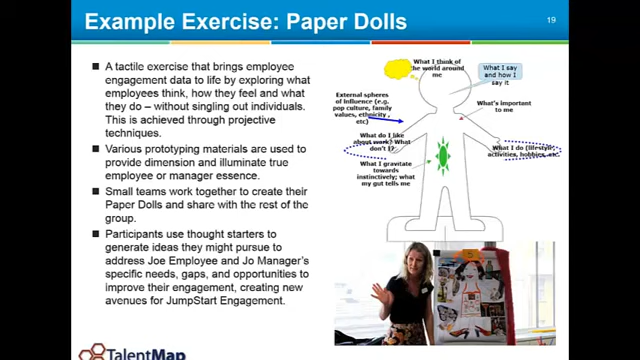 Example Exercise: Paper Dolls
19
A tactile exercise that brings employee
engagement data to life by exploring what
employees think, how they feel and what
they do – without singling out individuals.
This is achieved through projective
techniques.
Various prototyping materials are used to
provide dimension and illuminate true
employee or manager essence.
Small teams work together to create their
Paper Dolls and share with the rest of the
group.
Participants use thought starters to
generate ideas they might pursue to
address Joe Employee and Jo Manager's
specific needs, gaps, and opportunities to
improve their engagement, creating new
avenues for JumpStart Engagement.
What I think of
the world around
me
What I say
and how I
say it
External spheres
of influence (e.g.
pop culture, family
values, ethnicity,
etc)
What's important
to me
What do I like
about work? What
don't I?
What I do (lifestyle,
activities, hobbies, etc.
What I gravitate
towards
instinctively; what
my gut tells me
5
TalentMap